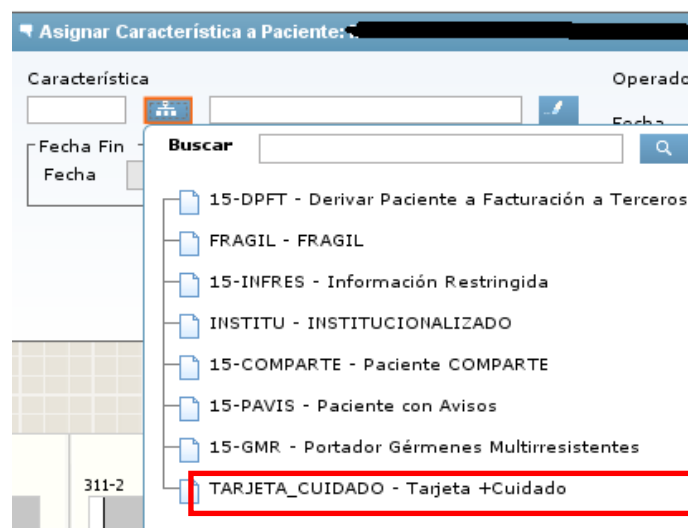 Asignar Característica a Paciente:
Característica
Operado
Fecha
Fecha Fin
Fecha
Buscar
15-DPFT - Derivar Paciente a Facturación a Terceros
FRAGIL - FRAGIL
15-INFRES - Información Restringida
INSTITU - INSTITUCIONALIZADO
15-COMPARTE - Paciente COMPARTE
15-PAVIS - Paciente con Avisos
15-GMR - Portador Gérmenes Multirresistentes
311-2
TARJETA_CUIDADO - Tarjeta +Cuidado